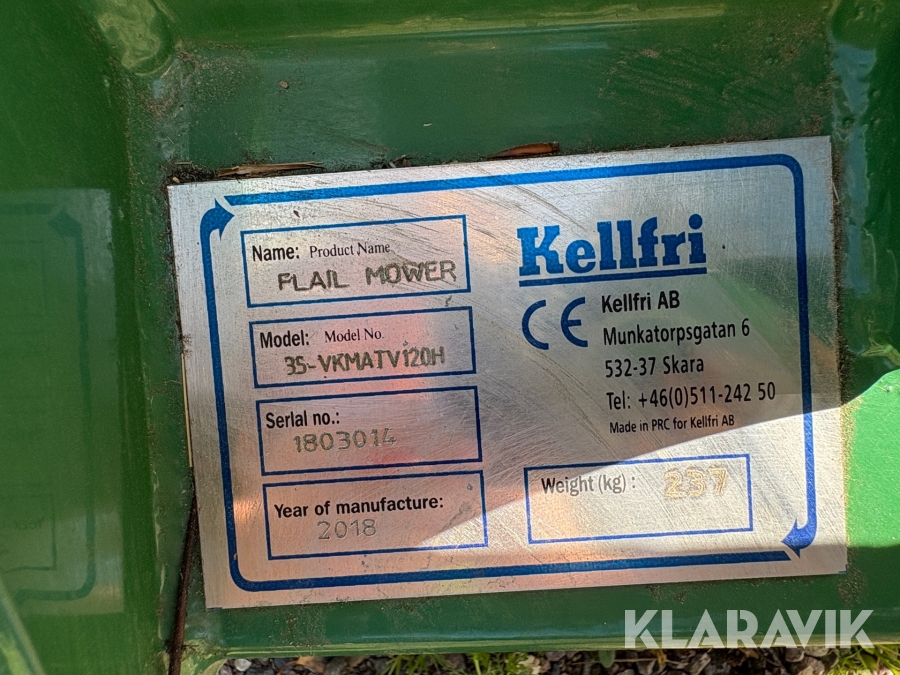 Name: Product Name
FLAIL MOWER
Model: Model No.
35-VKMATV120H
Serial no.:
1803014
Year of manufacture:
2018
Kellfri
CE
Kellfri AB
Munkatorpsgatan 6
532-37 Skara
Tel: +46(0)511-242 50
Made in PRC for Kellfri AB
Weight (kg) : 237
KLARAVIK